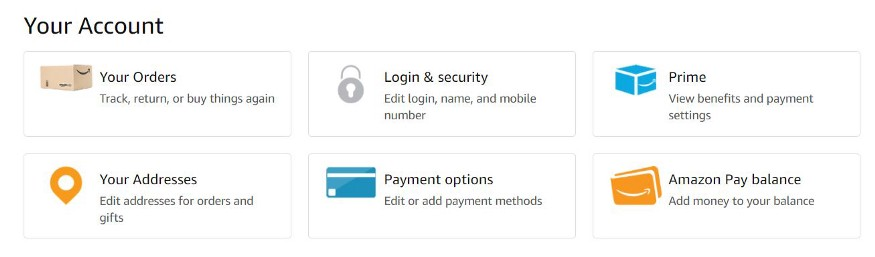 Your Account
Your Orders
Track, return, or buy things again
Login & security
Edit login, name, and mobile
number
Prime
View benefits and payment
settings
Your Addresses
Edit addresses for orders and
gifts
Payment options
Edit or add payment methods
Amazon Pay balance
Add money to your balance